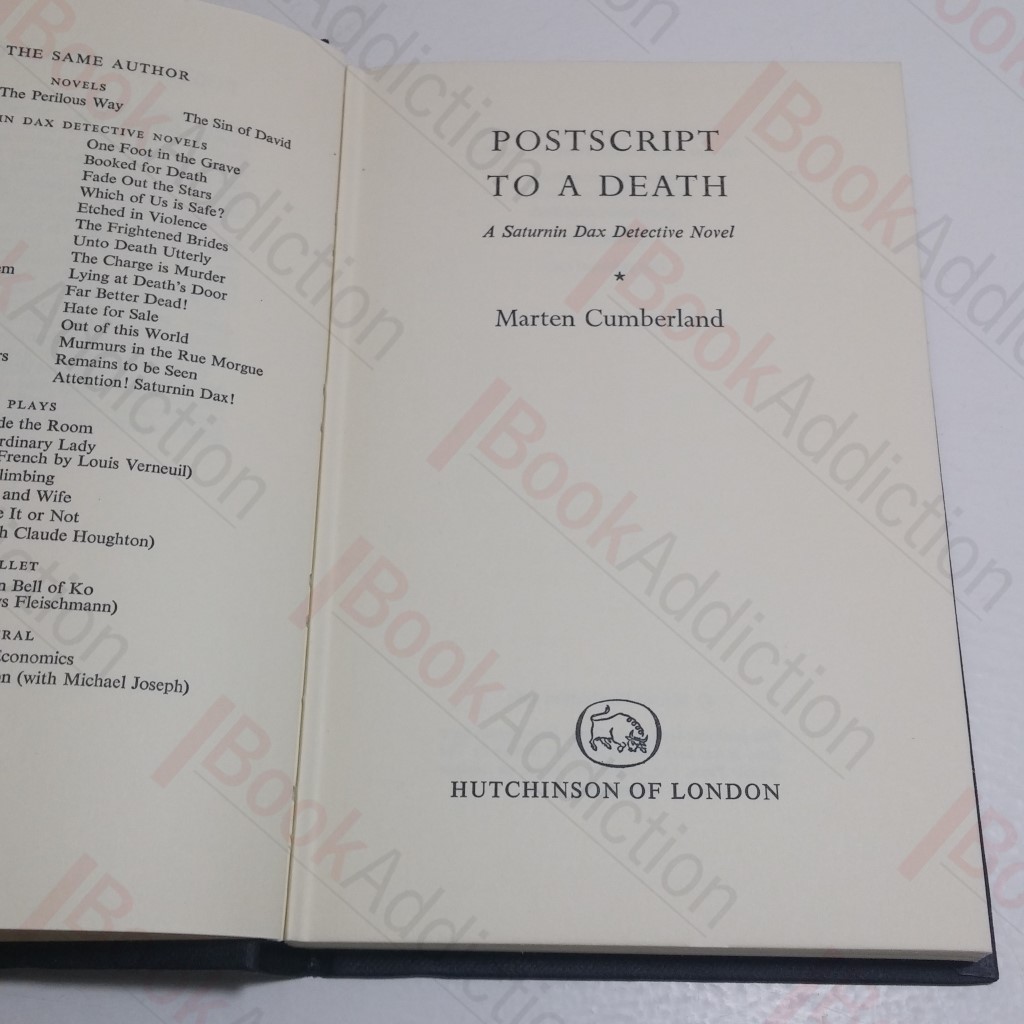 THE SAME AUTHOR
NOVELS
The Perilous Way
The Sin of David
DAX DETECTIVE NOVELS
One Foot in the Grave
Booked for Death
Fade Out the Stars
Which of Us is Safe?
Etched in Violence
The Frightened Brides
Unto Death Utterly
The Charge is Murder
Lying at Death's Door
Far Better Dead!
Hate for Sale
Out of this World
Murmurs in the Rue Morgue
Remains to be Seen
Attention! Saturnin Dax!
PLAYS
the Room
Lady
French by Louis Verneuil)
and Wife
It or Not
Claude Houghton)
Bell of Ko
Fleischmann)
Economics
(with Michael Joseph)
POSTSCRIPT
TO A DEATH
A Saturnin Dax Detective Novel
Marten Cumberland
HUTCHINSON OF LONDON
BookAddiction